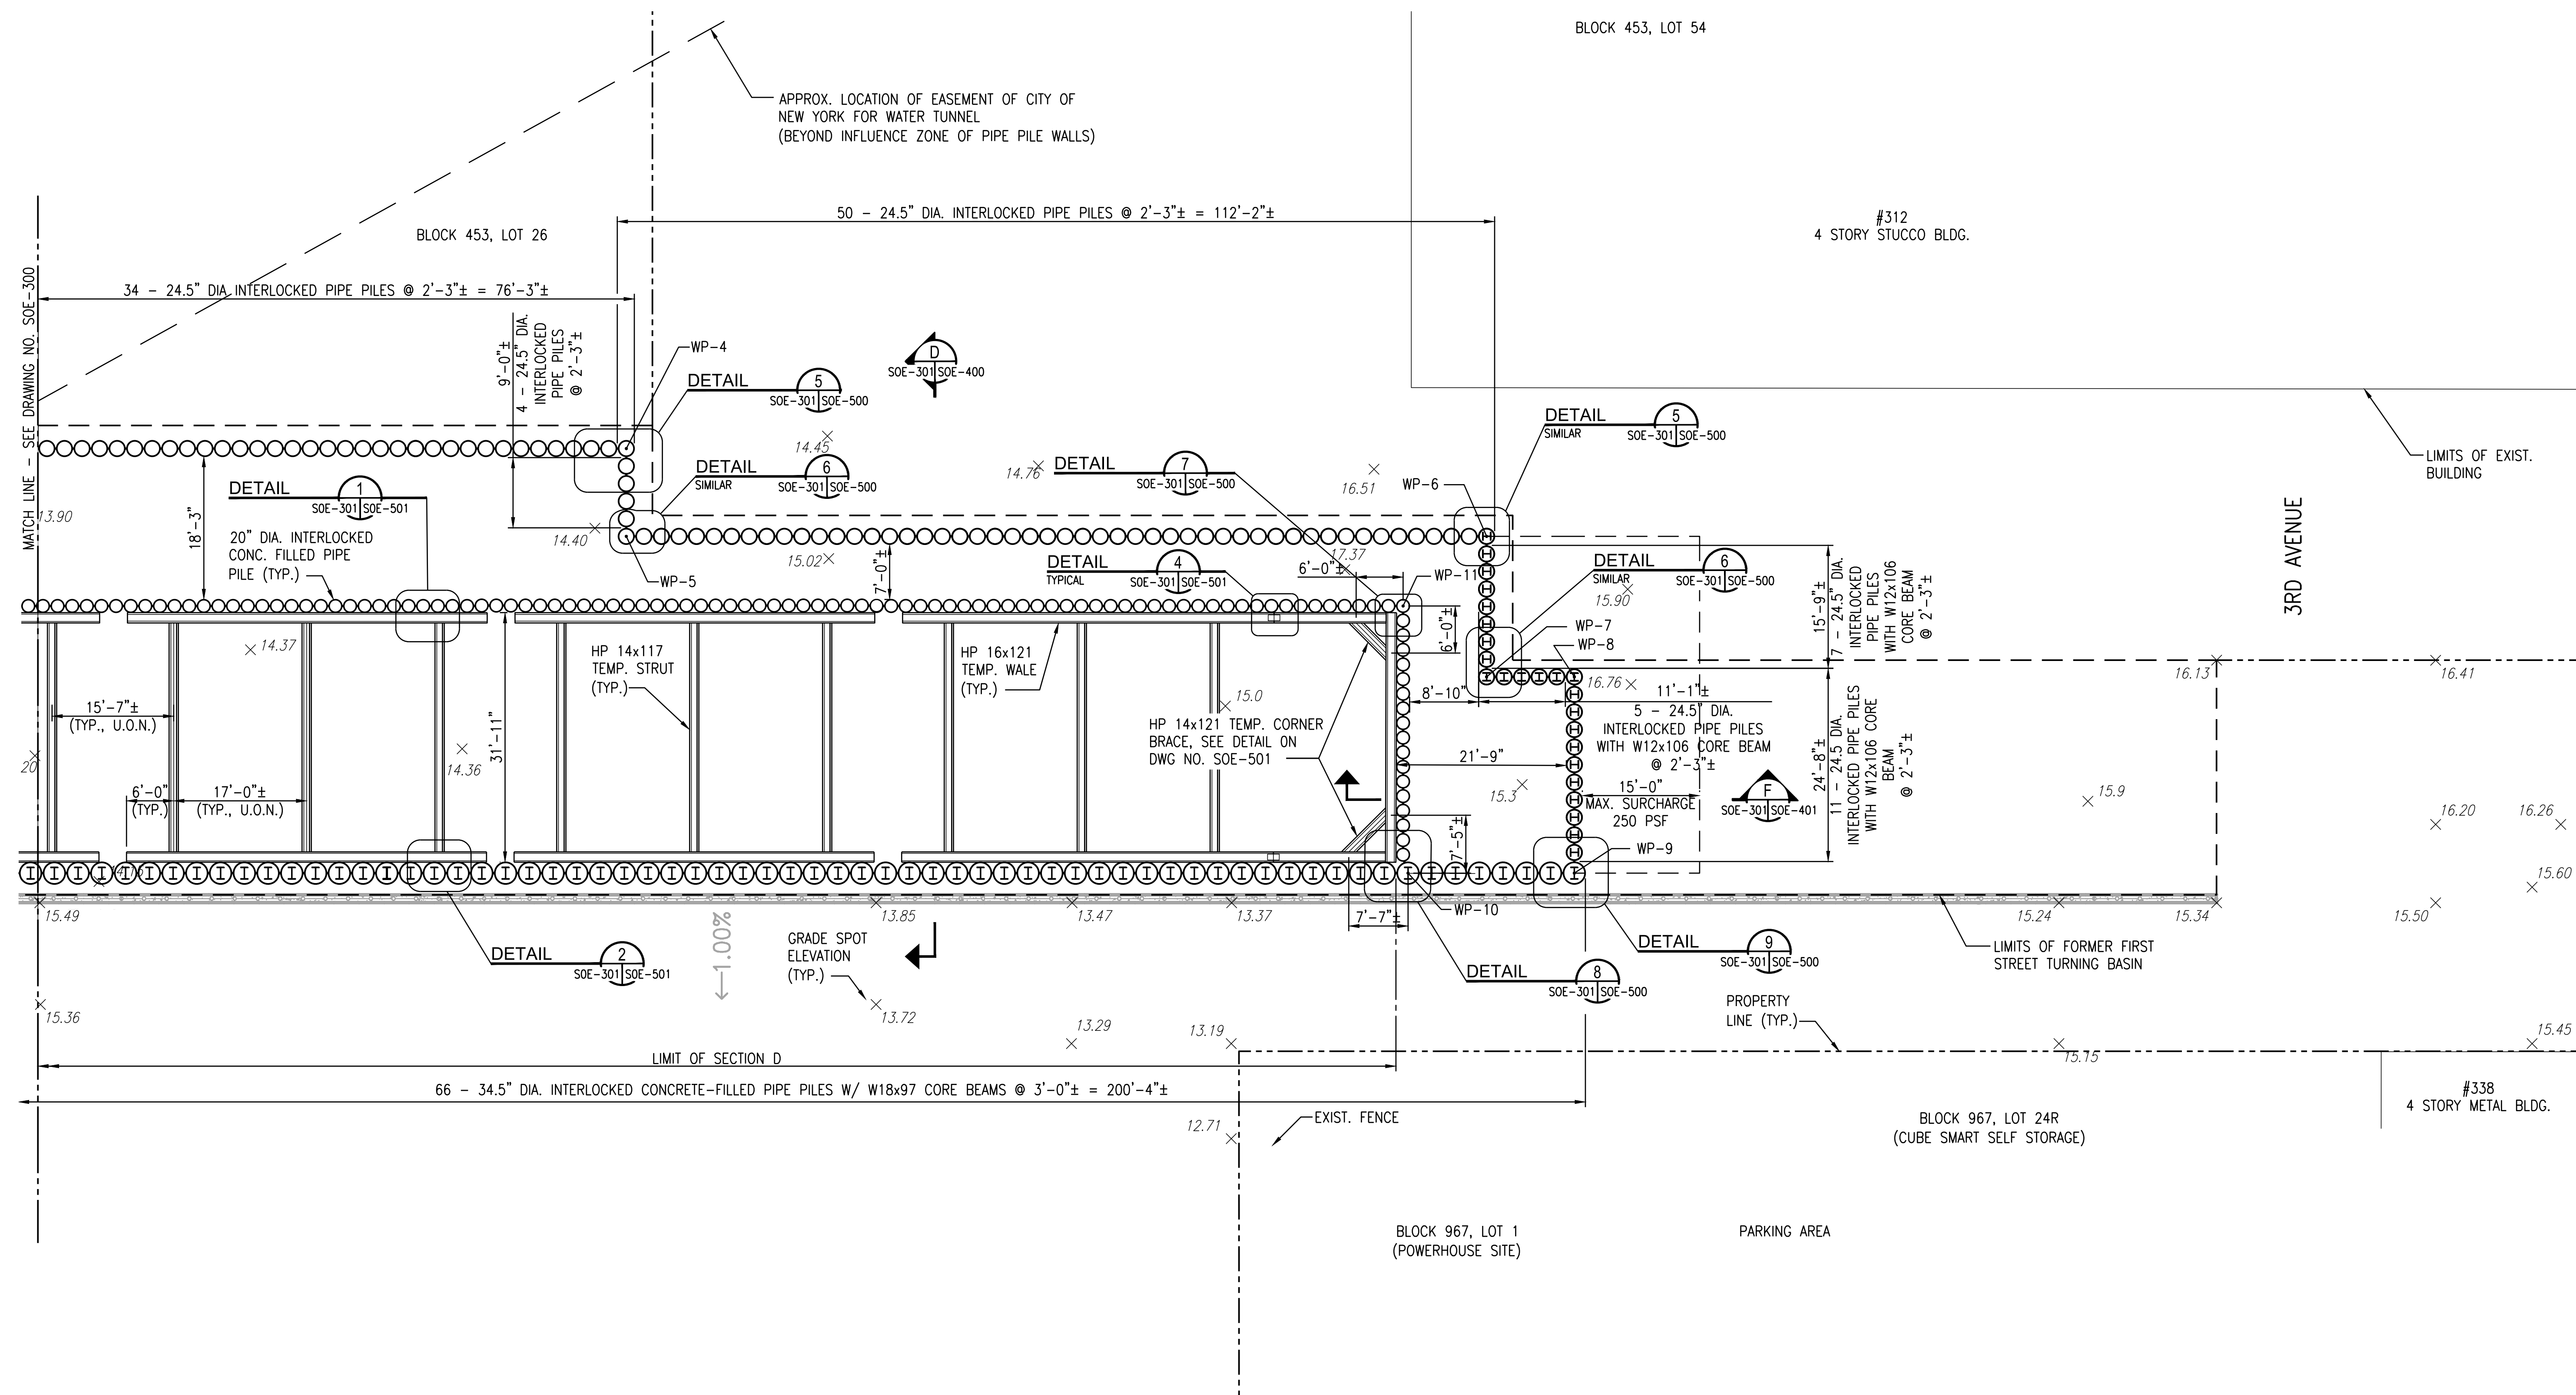 BLOCK 453, LOT 54
APPROX. LOCATION OF EASEMENT OF CITY OF
NEW YORK FOR WATER TUNNEL
(BEYOND INFLUENCE ZONE OF PIPE PILE WALLS)
50 - 24.5" DIA. INTERLOCKED PIPE PILES @ 2'-3"± = 112'-2"±
#312
4 STORY STUCCO BLDG.
BLOCK 453, LOT 26
34 - 24.5" DIA INTERLOCKED PIPE PILES @ 2'-3"± = 76'-3"±
MATCH LINE - SEE DRAWING NO. SOE-300
9'-0"±
4 - 24.5" DIA.
INTERLOCKED
PIPE PILES
@ 2'-3"±
WP-4
D
SOE-301 SOE-400
DETAIL
5
SOE-301 SOE-500
DETAIL
SIMILAR
5
SOE-301 SOE-500
14.45
DETAIL
SIMILAR
6
SOE-301 SOE-500
14.76
DETAIL
7
SOE-301 SOE-500
16.51
WP-6
LIMITS OF EXIST.
BUILDING
DETAIL
1
SOE-301 SOE-501
13.90
18'-3"
20" DIA. INTERLOCKED
CONC. FILLED PIPE
PILE (TYP.)
14.40
15.02
7'-0"±
WP-5
DETAIL
TYPICAL
4
SOE-301 SOE-501
17.37
6'-0"±
WP-11
DETAIL
SIMILAR
6
SOE-301 SOE-500
15.90
15'-9"±
7 - 24.5" DIA.
INTERLOCKED
PIPE PILES
WITH W12x106
CORE BEAM
@ 2'-3"±
3RD AVENUE
6'-0"±
WP-7
WP-8
14.37
HP 14x117
TEMP. STRUT
(TYP.)
HP 16x121
TEMP. WALE
(TYP.)
15.0
8'-10"
16.76
11'-1"±
5 - 24.5" DIA.
INTERLOCKED PIPE PILES
WITH W12x106 CORE BEAM
@ 2'-3"±
16.13
16.41
15'-7"±
(TYP., U.O.N.)
31'-11"
HP 14x121 TEMP. CORNER
BRACE, SEE DETAIL ON
DWG NO. SOE-501
21'-9"
24'-8"±
11 - 24.5 DIA.
INTERLOCKED PIPE PILES
WITH W12x106 CORE
BEAM
@ 2'-3"±
20
14.36
6'-0"
(TYP.)
17'-0"±
(TYP., U.O.N.)
15.3
15'-0"
MAX. SURCHARGE
250 PSF
F
SOE-301 SOE-401
15.9
16.20
16.26
7'-5"±
WP-9
15.60
15.49
13.85
13.47
13.37
7'-7"±
WP-10
15.24
15.34
15.50
←1.00%
GRADE SPOT
ELEVATION
(TYP.)
DETAIL
2
SOE-301 SOE-501
DETAIL
9
SOE-301 SOE-500
DETAIL
8
SOE-301 SOE-500
LIMITS OF FORMER FIRST
STREET TURNING BASIN
PROPERTY
LINE (TYP.)
15.36
13.72
13.29
13.19
15.15
15.45
LIMIT OF SECTION D
66 - 34.5" DIA. INTERLOCKED CONCRETE-FILLED PIPE PILES W/ W18x97 CORE BEAMS @ 3'-0"± = 200'-4"±
12.71
EXIST. FENCE
BLOCK 967, LOT 24R
(CUBE SMART SELF STORAGE)
#338
4 STORY METAL BLDG.
BLOCK 967, LOT 1
(POWERHOUSE SITE)
PARKING AREA